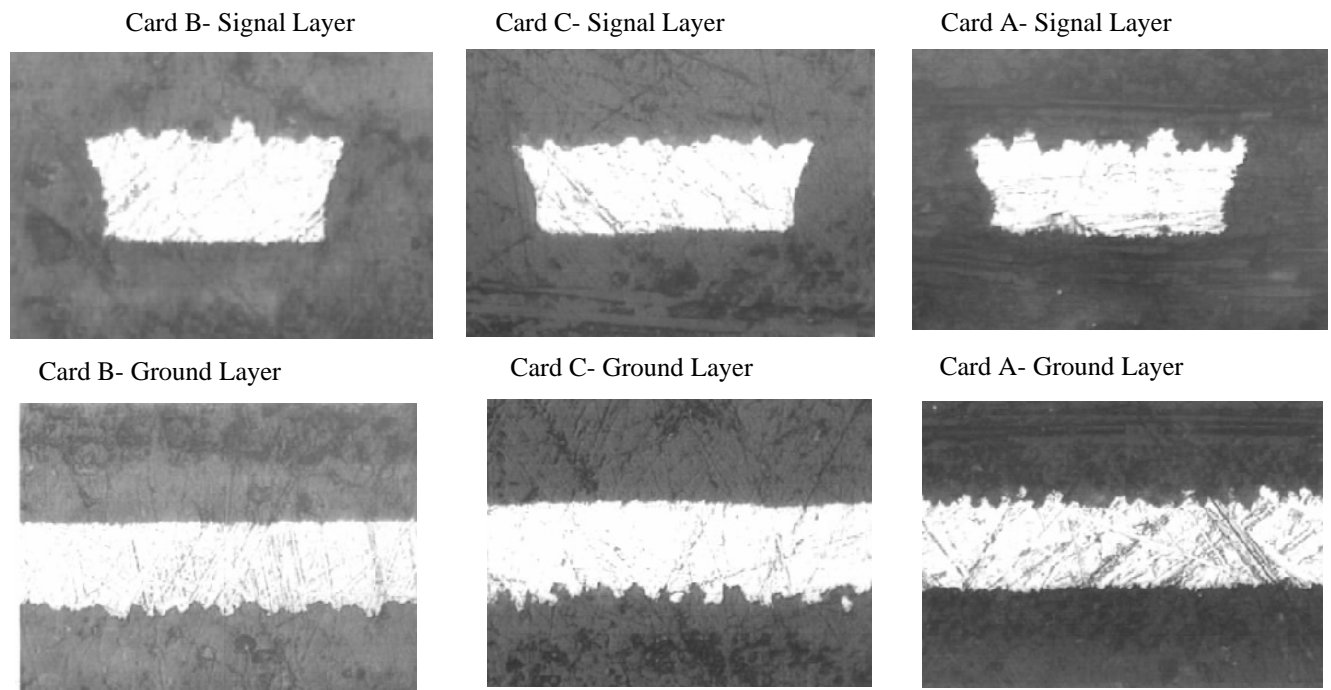 Card B- Signal Layer
Card C- Signal Layer
Card A- Signal Layer
Card B- Ground Layer
Card C- Ground Layer
Card A- Ground Layer